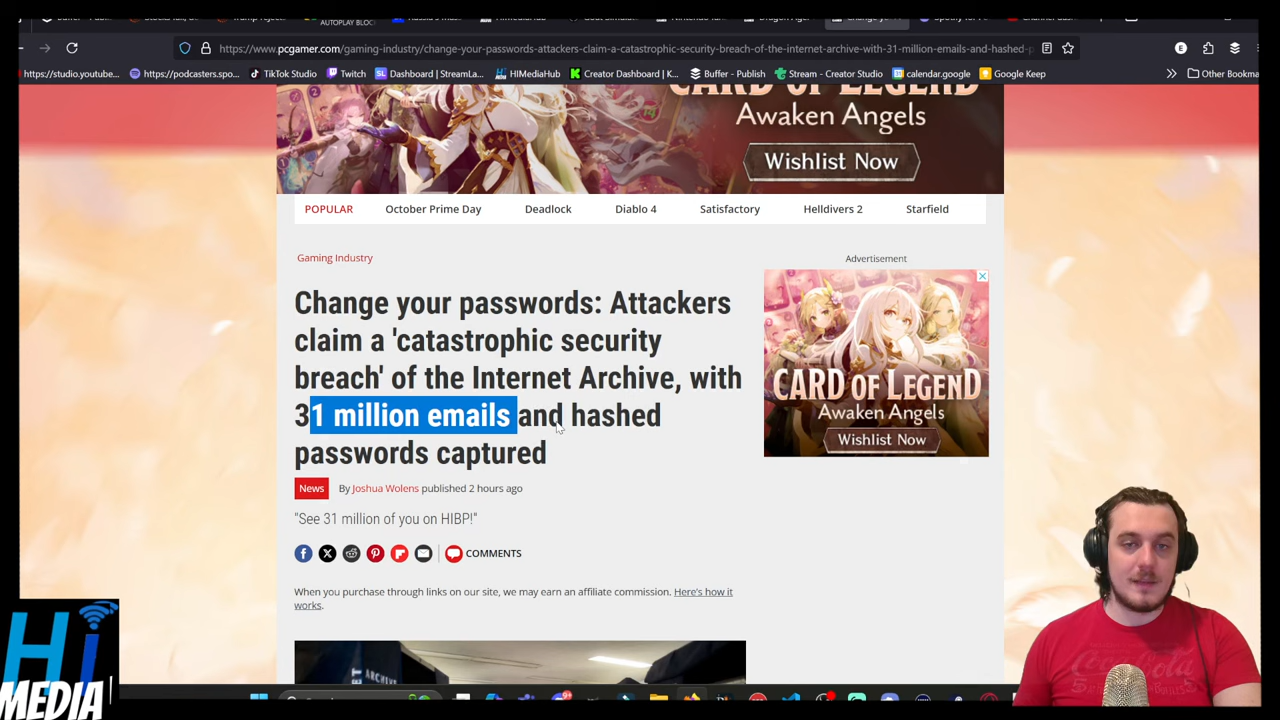 AUTOPLAY BLOC
https://www.pcgamer.com/gaming-industry/change-your-passwords-attackers-claim-a-catastrophic-security-breach-of-the-internet-archive-with-31-million-emails-and-hashed-p
https://studio.youtube... https://podcasters.spo... TikTok Studio Twitch Dashboard | StreamLa... HIMediaHub Creator Dashboard | K... Buffer - Publish Stream - Creator Studio calendar.google Google Keep Other Bookma
CARD OF LEGEND
Awaken Angels
Wishlist Now
POPULAR October Prime Day Deadlock Diablo 4 Satisfactory Helldivers 2 Starfield
Gaming Industry
Change your passwords: Attackers
claim a 'catastrophic security
breach' of the Internet Archive, with
31 million emails and hashed
passwords captured
News By Joshua Wolens published 2 hours ago
"See 31 million of you on HIBP!"
COMMENTS
When you purchase through links on our site, we may earn an affiliate commission. Here's how it
works.
Advertisement
CARD OF LEGEND
Awaken Angels
Wishlist Now
ARCHIVE
Hi
MEDIA